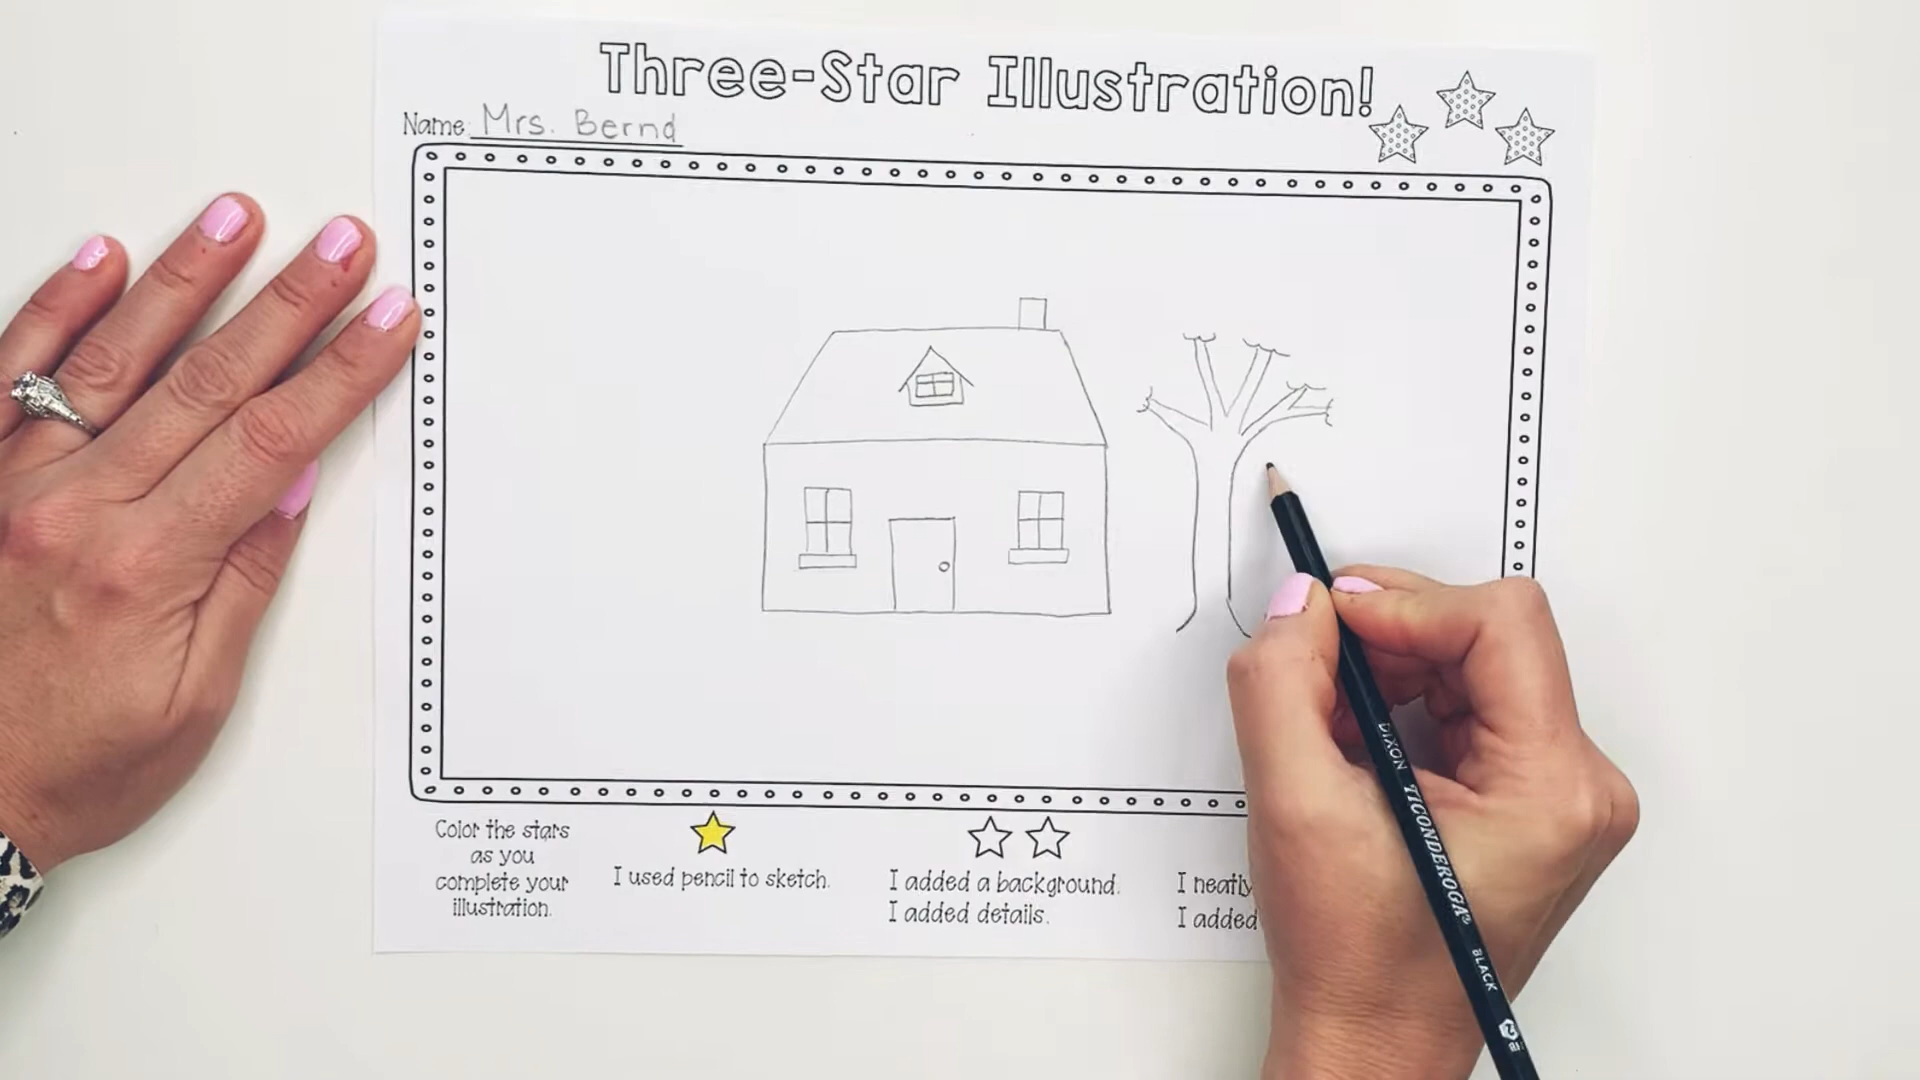 Three-Star Illustration!
Name: Mrs. Bernd
Color the stars
as you
complete your
illustration.
I used pencil to sketch.
I added a background.
I added details.
I neatly
I added
DIXON TICONDEROGA® BLACK